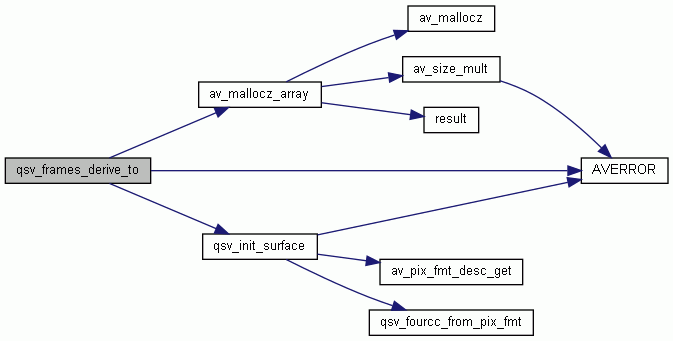 av_mallocz
av_size_mult
av_mallocz_array
result
qsv_frames_derive_to
AVERROR
qsv_init_surface
av_pix_fmt_desc_get
qsv_fourcc_from_pix_fmt